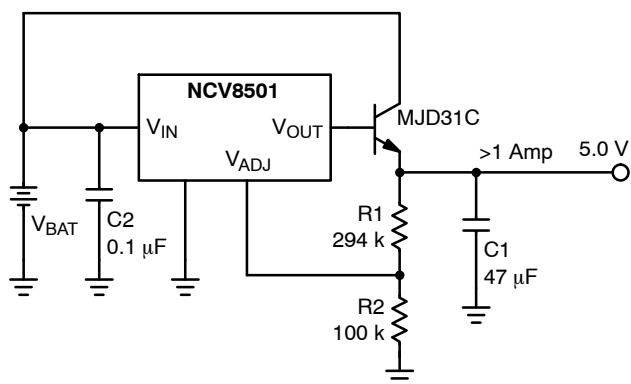 NCV8501
V_IN
V_OUT
V_ADJ
MJD31C
>1 Amp
5.0 V
V_BAT
C2
0.1 μF
R1
294 k
C1
47 μF
R2
100 k